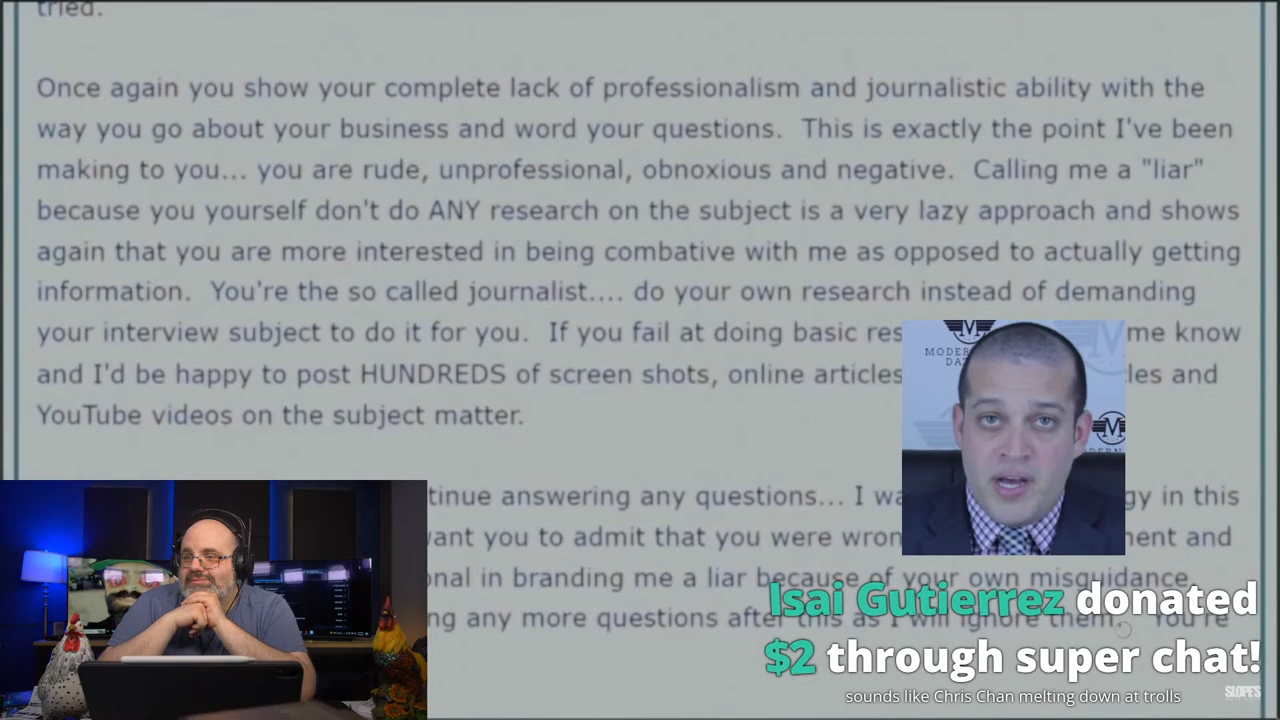 tried.
Once again you show your complete lack of professionalism and journalistic ability with the
way you go about your business and word your questions. This is exactly the point I've been
making to you... you are rude, unprofessional, obnoxious and negative. Calling me a "liar"
because you yourself don't do ANY research on the subject is a very lazy approach and shows
again that you are more interested in being combative with me as opposed to actually getting
information. You're the so called journalist.... do your own research instead of demanding
your interview subject to do it for you. If you fail at doing basic res me know
and I'd be happy to post HUNDREDS of screen shots, online articles cles and
YouTube videos on the subject matter.
tinue answering any questions... I wa gy in this
want you to admit that you were wron ment and
onal in branding me a liar because of your own misguidance.
ng any more questions after this as I will ignore them. You're
MODER
DA
M
Isai Gutierrez donated
$2 through super chat!
sounds like Chris Chan melting down at trolls
SLOPES